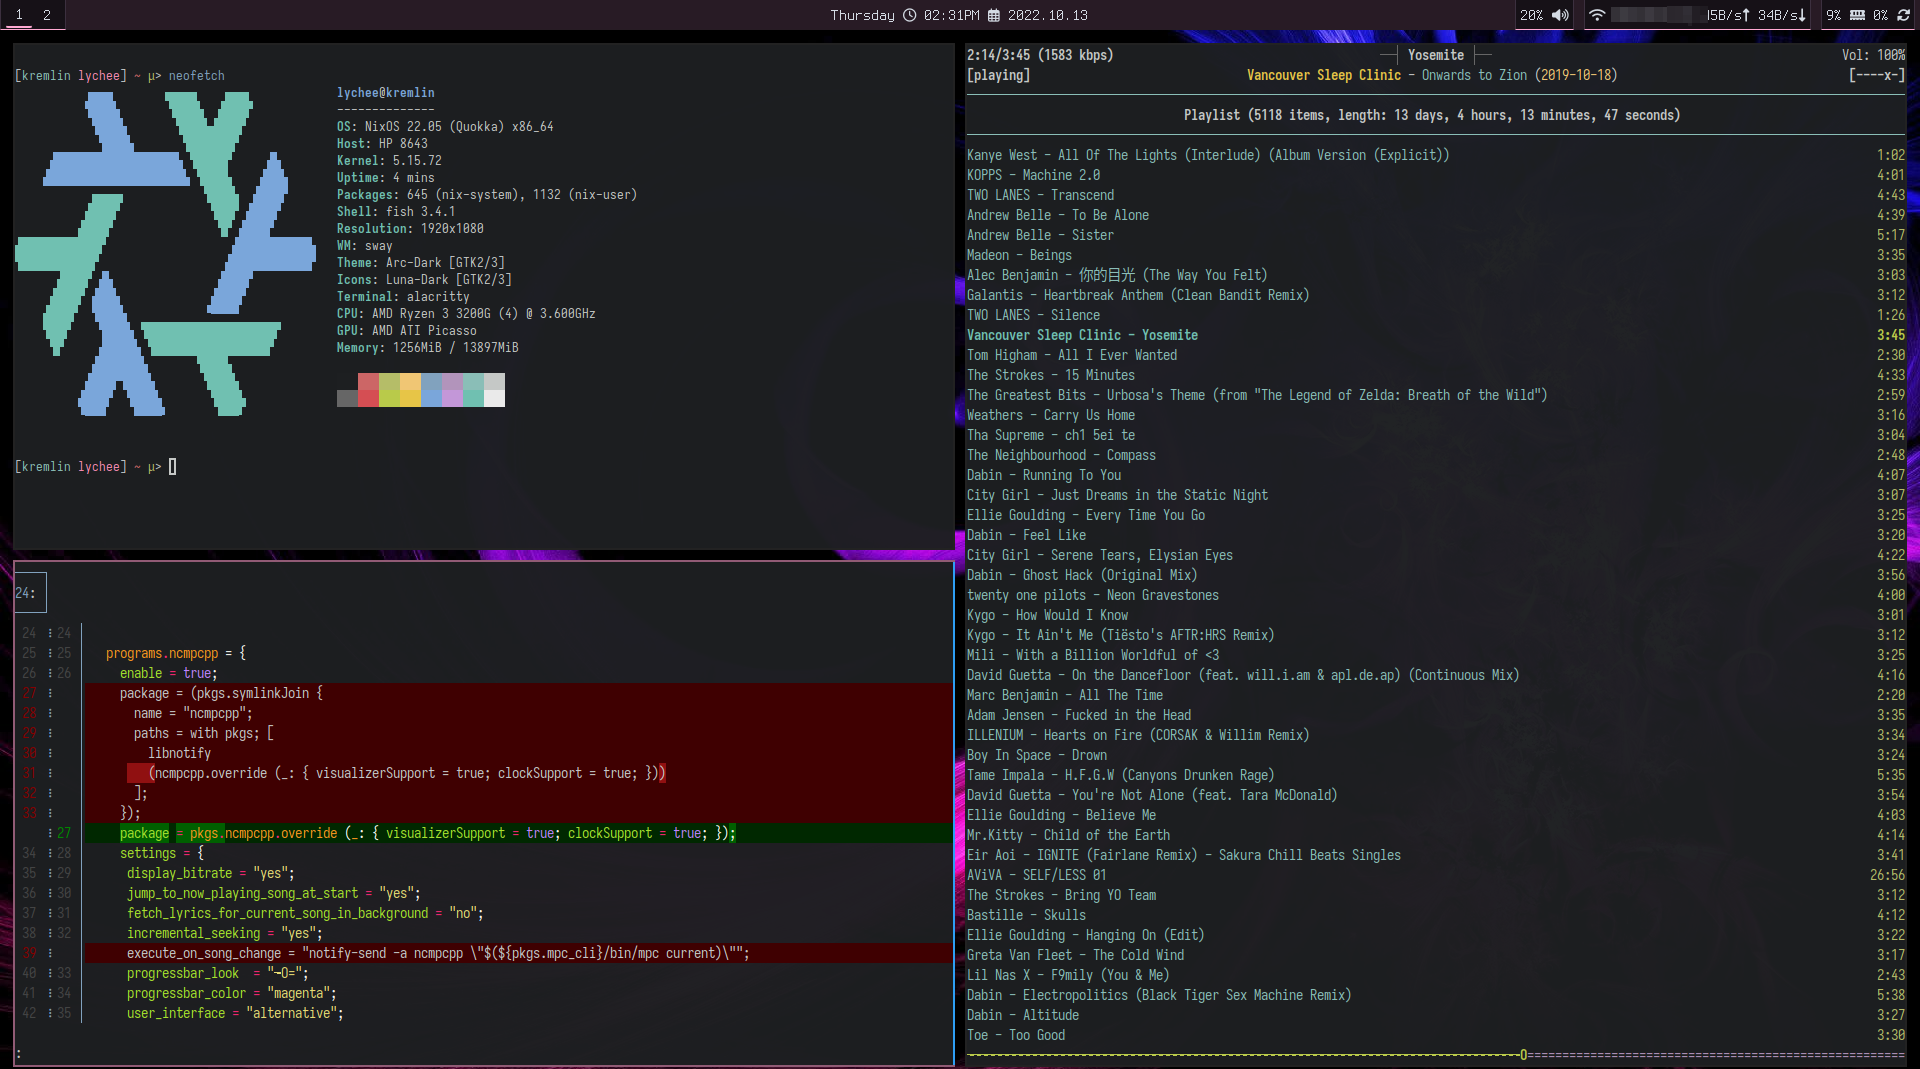 1 2
Thursday 02:31PM 2022.10.13
20% 5B/s 34B/s 9% 0%
[kremlin lychee] ~ µ> neofetch
lychee@kremlin
--------------
OS: NixOS 22.05 (Quokka) x86_64
Host: HP 8643
Kernel: 5.15.72
Uptime: 4 mins
Packages: 645 (nix-system), 1132 (nix-user)
Shell: fish 3.4.1
Resolution: 1920x1080
WM: sway
Theme: Arc-Dark [GTK2/3]
Icons: Luna-Dark [GTK2/3]
Terminal: alacritty
CPU: AMD Ryzen 3 3200G (4) @ 3.600GHz
GPU: AMD ATI Picasso
Memory: 1256MiB / 13897MiB
[kremlin lychee] ~ µ>
24:
24 ⋮ 24
25 ⋮ 25 programs.ncmpcpp = {
26 ⋮ 26 enable = true;
27 ⋮ package = (pkgs.symlinkJoin {
28 ⋮ name = "ncmpcpp";
29 ⋮ paths = with pkgs; [
30 ⋮ libnotify
31 ⋮ (ncmpcpp.override (_: { visualizerSupport = true; clockSupport = true; }))
32 ⋮ ];
33 ⋮ });
⋮ 27 package = pkgs.ncmpcpp.override (_: { visualizerSupport = true; clockSupport = true; });
34 ⋮ 28 settings = {
35 ⋮ 29 display_bitrate = "yes";
36 ⋮ 30 jump_to_now_playing_song_at_start = "yes";
37 ⋮ 31 fetch_lyrics_for_current_song_in_background = "no";
38 ⋮ 32 incremental_seeking = "yes";
39 ⋮ execute_on_song_change = "notify-send -a ncmpcpp \"$(${pkgs.mpc_cli}/bin/mpc current)\"";
40 ⋮ 33 progressbar_look = "-O=";
41 ⋮ 34 progressbar_color = "magenta";
42 ⋮ 35 user_interface = "alternative";
:
2:14/3:45 (1583 kbps) Yosemite Vol: 100%
[playing] Vancouver Sleep Clinic - Onwards to Zion (2019-10-18) [----x-]
Playlist (5118 items, length: 13 days, 4 hours, 13 minutes, 47 seconds)
Kanye West - All Of The Lights (Interlude) (Album Version (Explicit)) 1:02
KOPPS - Machine 2.0 4:01
TWO LANES - Transcend 4:43
Andrew Belle - To Be Alone 4:39
Andrew Belle - Sister 5:17
Madeon - Beings 3:35
Alec Benjamin - 你的目光 (The Way You Felt) 3:03
Galantis - Heartbreak Anthem (Clean Bandit Remix) 3:12
TWO LANES - Silence 1:26
Vancouver Sleep Clinic - Yosemite 3:45
Tom Higham - All I Ever Wanted 2:30
The Strokes - 15 Minutes 4:33
The Greatest Bits - Urbosa's Theme (from "The Legend of Zelda: Breath of the Wild") 2:59
Weathers - Carry Us Home 3:16
Tha Supreme - ch1 5ei te 3:04
The Neighbourhood - Compass 2:48
Dabin - Running To You 4:07
City Girl - Just Dreams in the Static Night 3:07
Ellie Goulding - Every Time You Go 3:25
Dabin - Feel Like 3:20
City Girl - Serene Tears, Elysian Eyes 4:22
Dabin - Ghost Hack (Original Mix) 3:56
twenty one pilots - Neon Gravestones 4:00
Kygo - How Would I Know 3:01
Kygo - It Ain't Me (Tiësto's AFTR:HRS Remix) 3:12
Mili - With a Billion Worldful of <3 3:25
David Guetta - On the Dancefloor (feat. will.i.am & apl.de.ap) (Continuous Mix) 4:16
Marc Benjamin - All The Time 2:20
Adam Jensen - Fucked in the Head 3:35
ILLENIUM - Hearts on Fire (CORSAK & Willim Remix) 3:34
Boy In Space - Drown 3:24
Tame Impala - H.F.G.W (Canyons Drunken Rage) 5:35
David Guetta - You're Not Alone (feat. Tara McDonald) 3:54
Ellie Goulding - Believe Me 4:03
Mr.Kitty - Child of the Earth 4:14
Eir Aoi - IGNITE (Fairlane Remix) - Sakura Chill Beats Singles 3:41
AViVA - SELF/LESS 01 26:56
The Strokes - Bring YO Team 3:12
Bastille - Skulls 4:12
Ellie Goulding - Hanging On (Edit) 3:22
Greta Van Fleet - The Cold Wind 3:17
Lil Nas X - F9mily (You & Me) 2:43
Dabin - Electropolitics (Black Tiger Sex Machine Remix) 5:38
Dabin - Altitude 3:27
Toe - Too Good 3:30